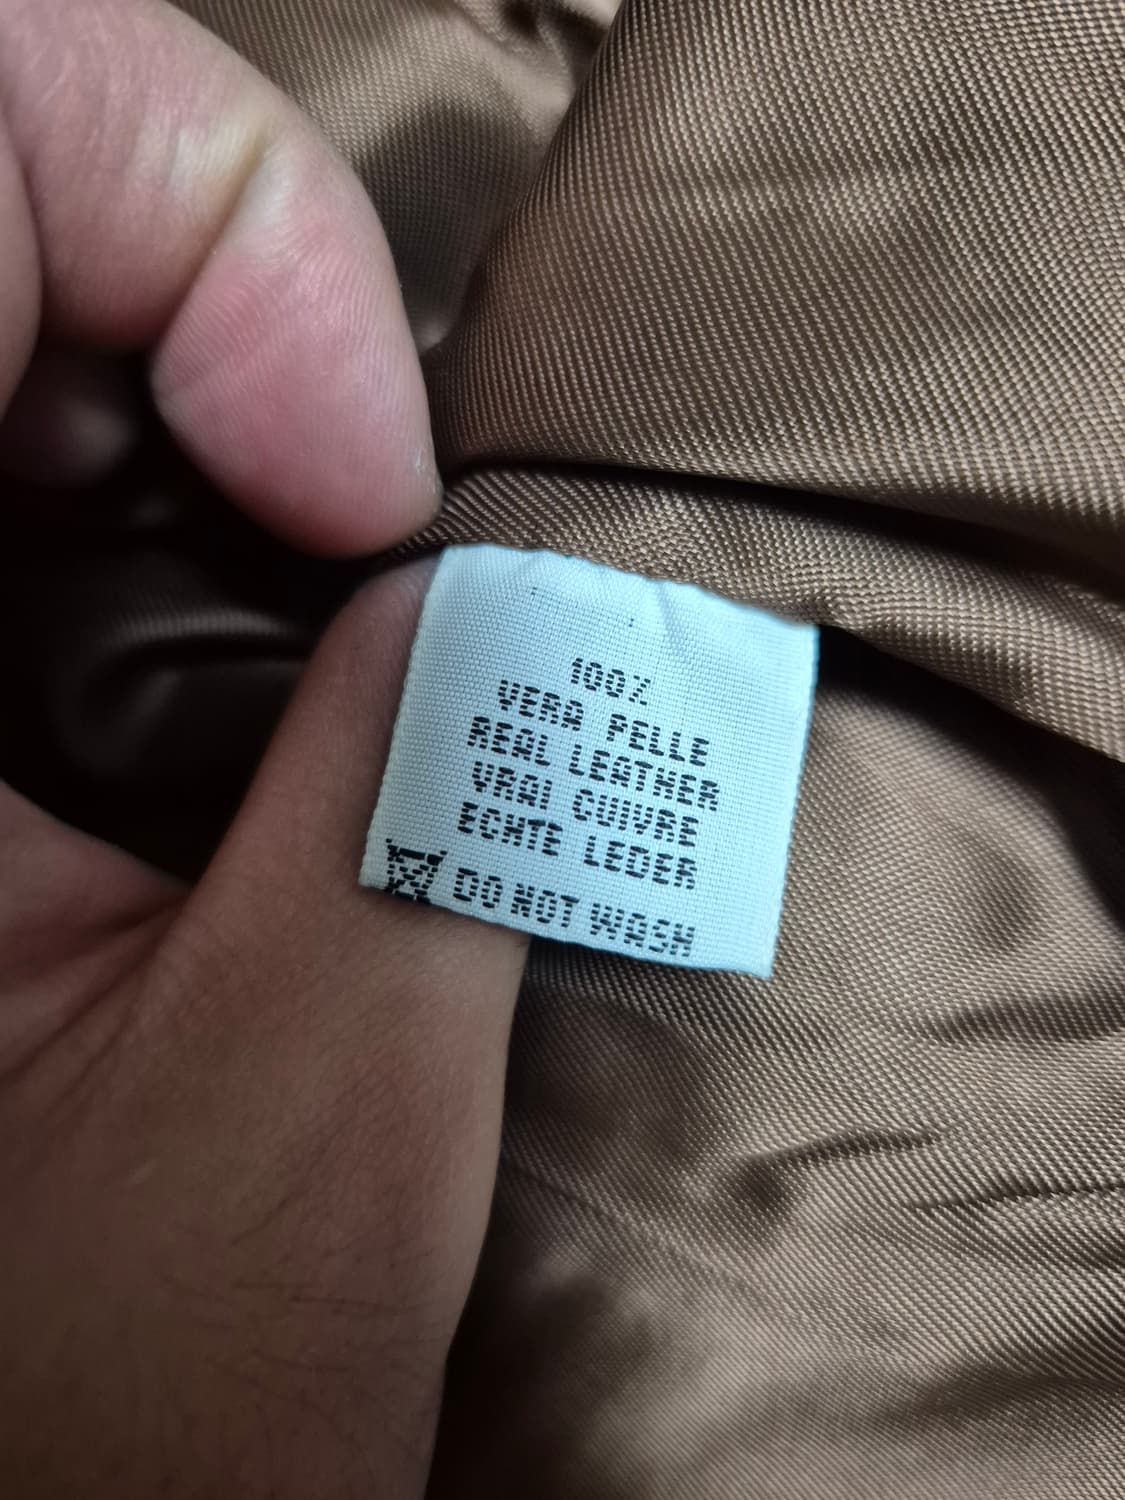 100%
VERA PELLE
REAL LEATHER
VRAI CUIVRE
ECHTE LEDER
DO NOT WASH